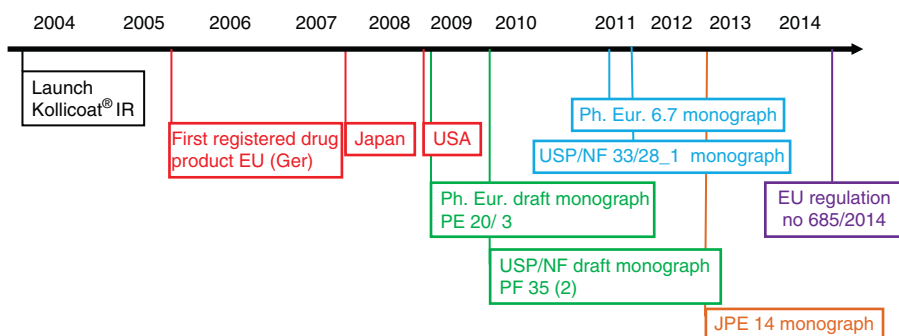 2004 2005 2006 2007 2008 2009 2010 2011 2012 2013 2014
Launch
Kollicoat® IR
First registered drug
product EU (Ger)
Japan
USA
Ph. Eur. 6.7 monograph
USP/NF 33/28_1 monograph
Ph. Eur. draft monograph
PE 20/ 3
EU regulation
no 685/2014
USP/NF draft monograph
PF 35 (2)
JPE 14 monograph